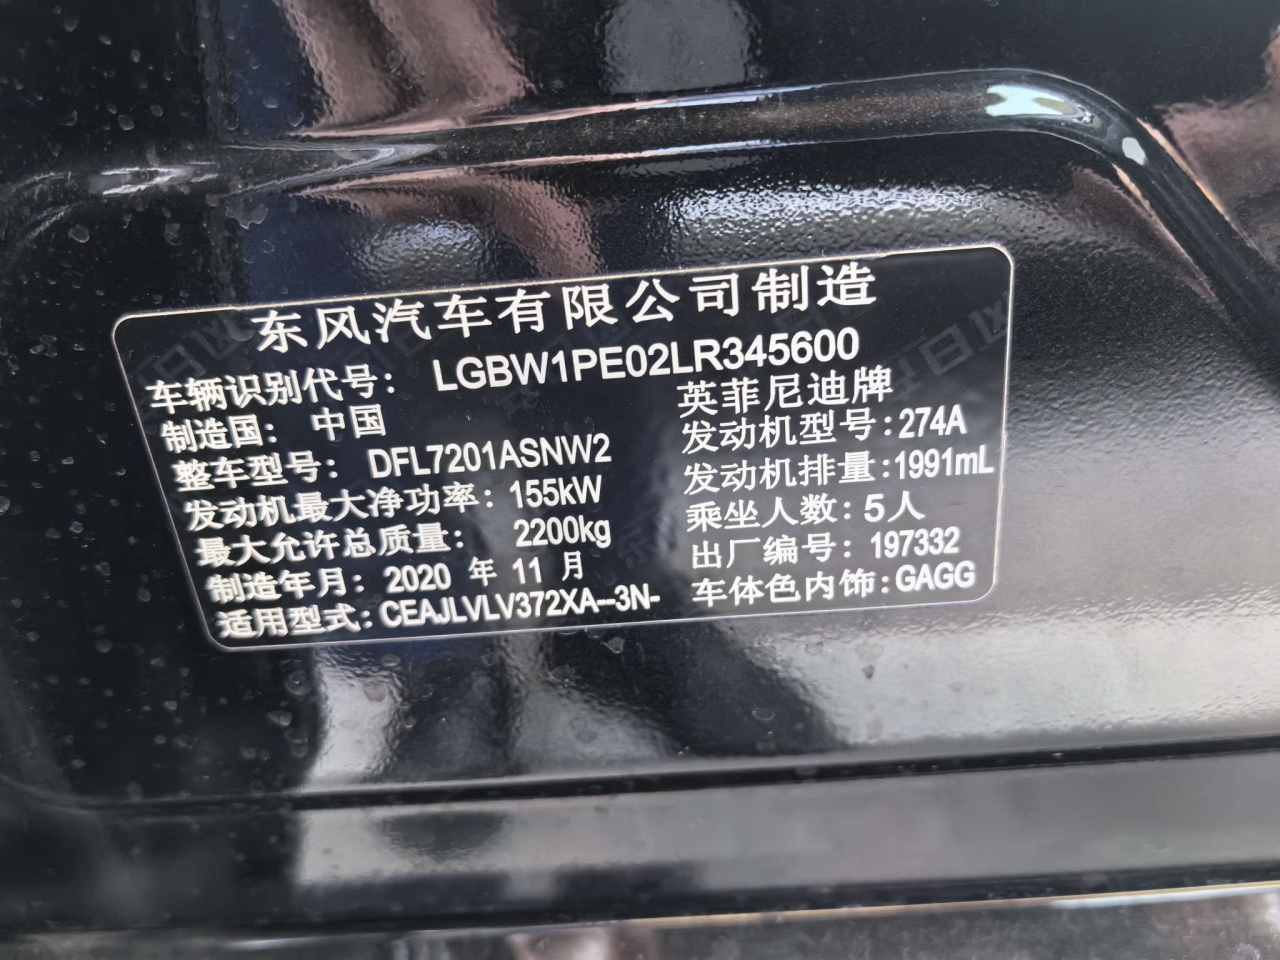 东风汽车有限公司制造
车辆识别代号： LGBW1PE02LR345600
制造国： 中国 英菲尼迪牌
整车型号： DFL7201ASNW2 发动机型号:274A
发动机最大净功率：155kW 发动机排量:1991mL
最大允许总质量： 2200kg 乘坐人数：5人
制造年月：2020 年 11 月 出厂编号：197332
适用型式:CEAJLVLV372XA--3N- 车体色内饰:GAGG